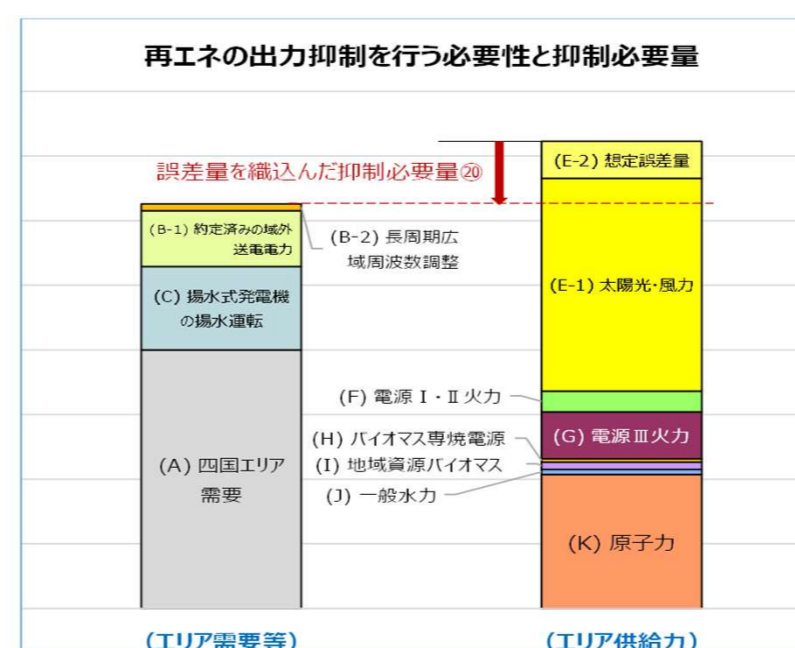 再エネの出力抑制を行う必要性と抑制必要量
誤差量を織込んだ抑制必要量⑳
(B-1) 約定済みの域外
送電電力
(B-2) 長周期広
域周波数調整
(C) 揚水式発電機
の揚水運転
(A) 四国エリア
需要
(E-2) 想定誤差量
(E-1) 太陽光・風力
(F) 電源Ⅰ・Ⅱ火力
(G) 電源Ⅲ火力
(H) バイオマス専焼電源
(I) 地域資源バイオマス
(J) 一般水力
(K) 原子力
(エリア需要等)
(エリア供給力)